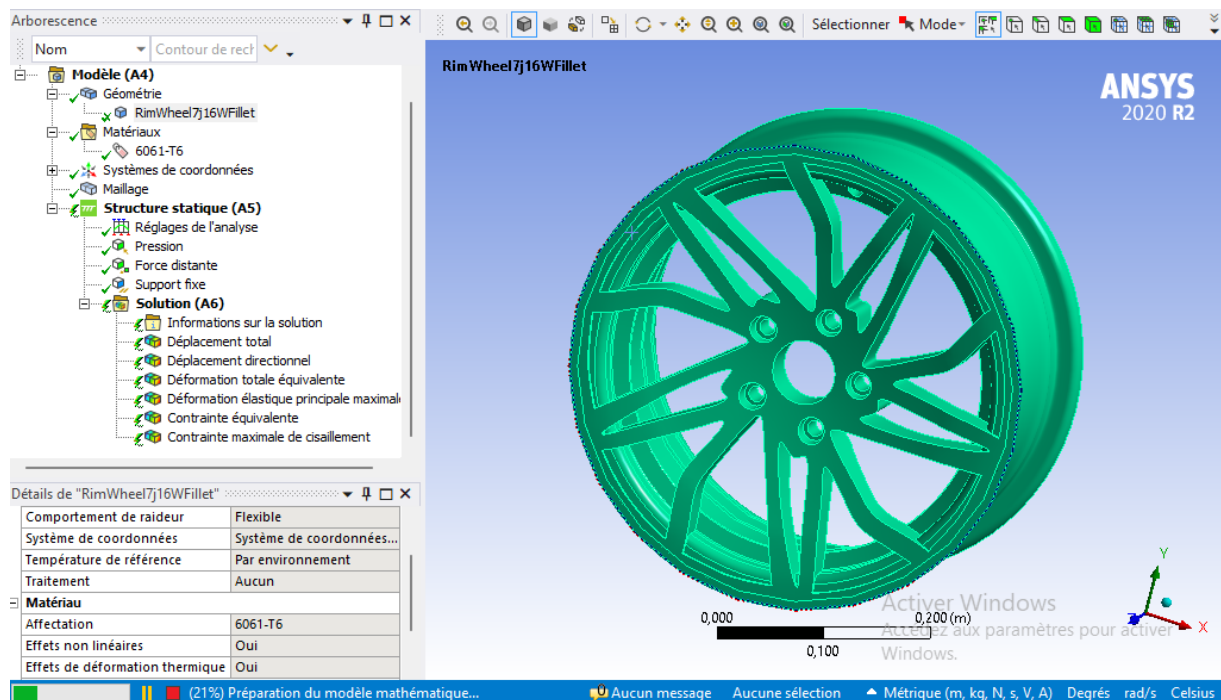 Arborescence
Nom
Contour de rech
Modèle (A4)
Géométrie
RimWheel7j16WFillet
Matériaux
6061-T6
Systèmes de coordonnées
Maillage
Structure statique (A5)
Réglages de l'analyse
Pression
Force distante
Support fixe
Solution (A6)
Informations sur la solution
Déplacement total
Déplacement directionnel
Déformation totale équivalente
Déformation élastique principale maximal
Contrainte équivalente
Contrainte maximale de cisaillement
Détails de "RimWheel7j16WFillet"
Comportement de raideur Flexible
Système de coordonnées Système de coordonnées...
Température de référence Par environnement
Traitement Aucun
Matériau
Affectation 6061-T6
Effets non linéaires Oui
Effets de déformation thermique Oui
Sélectionner Mode
RimWheel7j16WFillet
ANSYS
2020 R2
0,000 0,200 (m)
0,100
Y
X
Z
Activer Windows
Accédez aux paramètres pour activer
Windows.
(21%) Préparation du modèle mathématique... Aucun message Aucune sélection Métrique (m, kg, N, s, V, A) Degrés rad/s Celsius